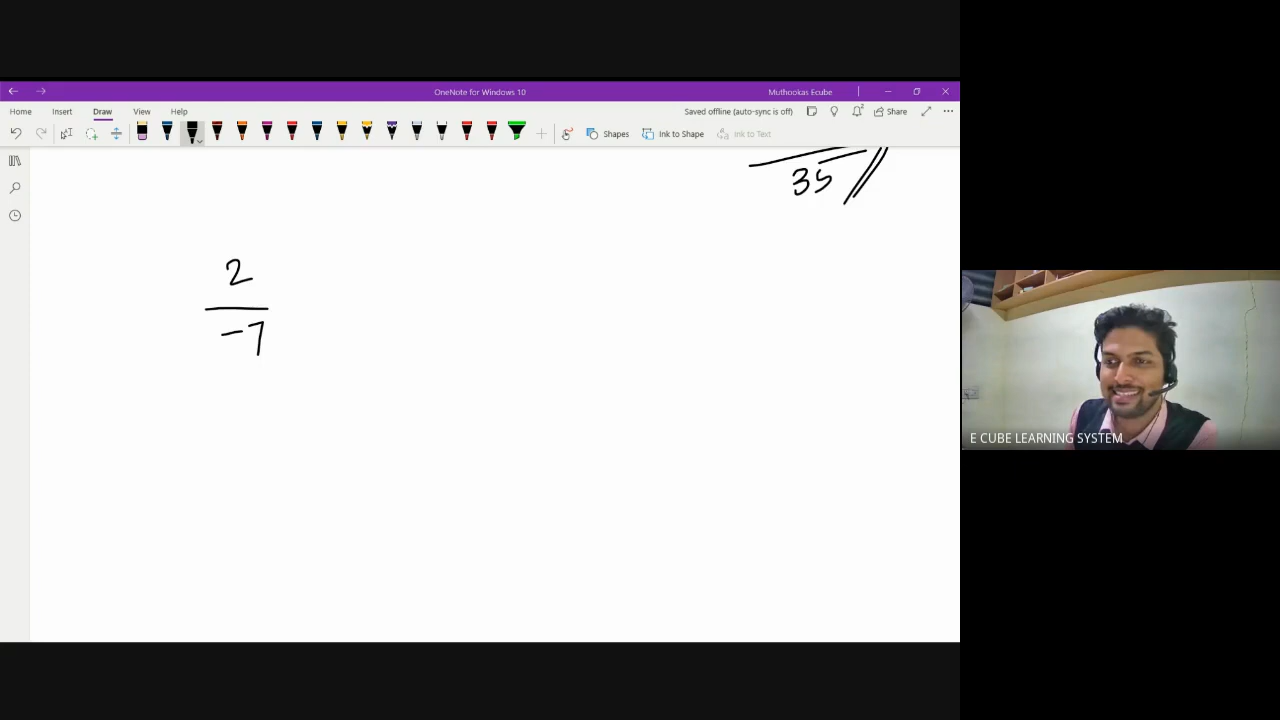 OneNote for Windows 10
Muthookas Ecube
Home Insert Draw View Help
Saved offline (auto-sync is off)
Share
Shapes
Ink to Shape
Ink to Text
35
2
-7
E CUBE LEARNING SYSTEM